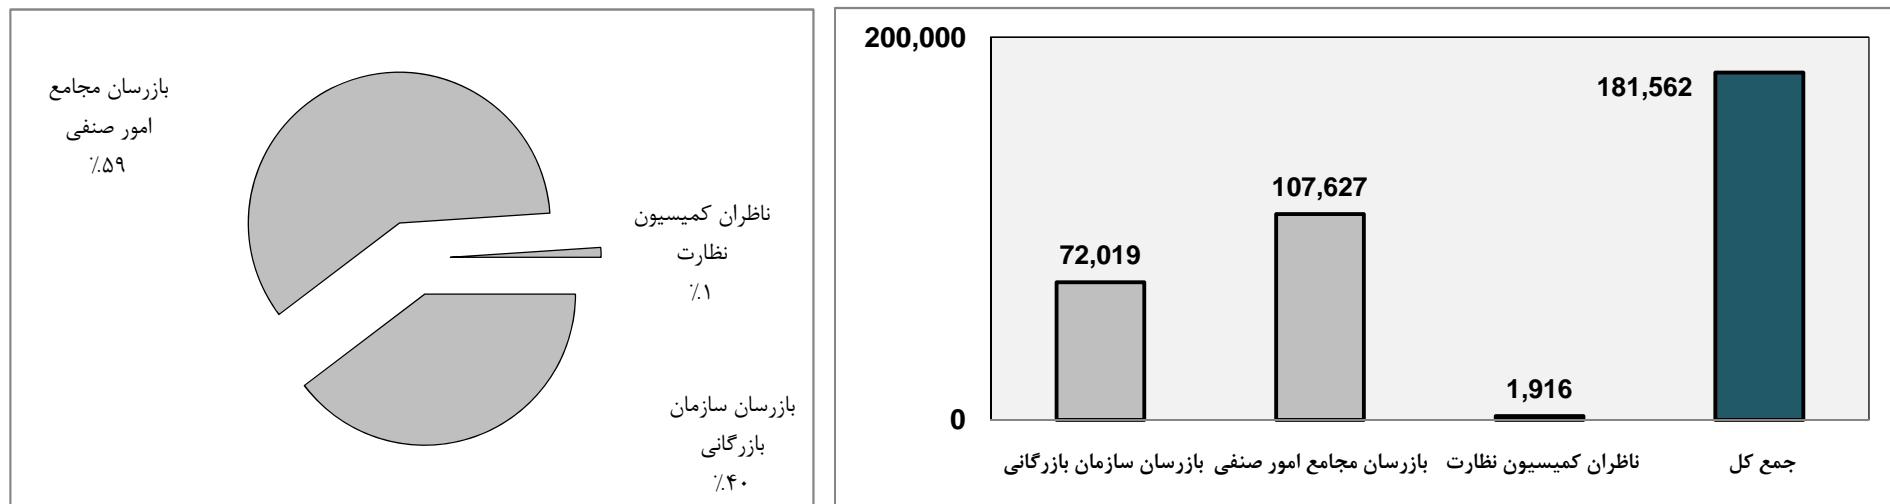 بازرسان مجامع
امور صنفی
٪۵۹
ناظران کمیسیون
نظارت
٪۱
بازرسان سازمان
بازرگانی
٪۴۰
200,000
0
72,019
107,627
1,916
181,562
بازرسان سازمان بازرگانی
بازرسان مجامع امور صنفی
ناظران کمیسیون نظارت
جمع کل